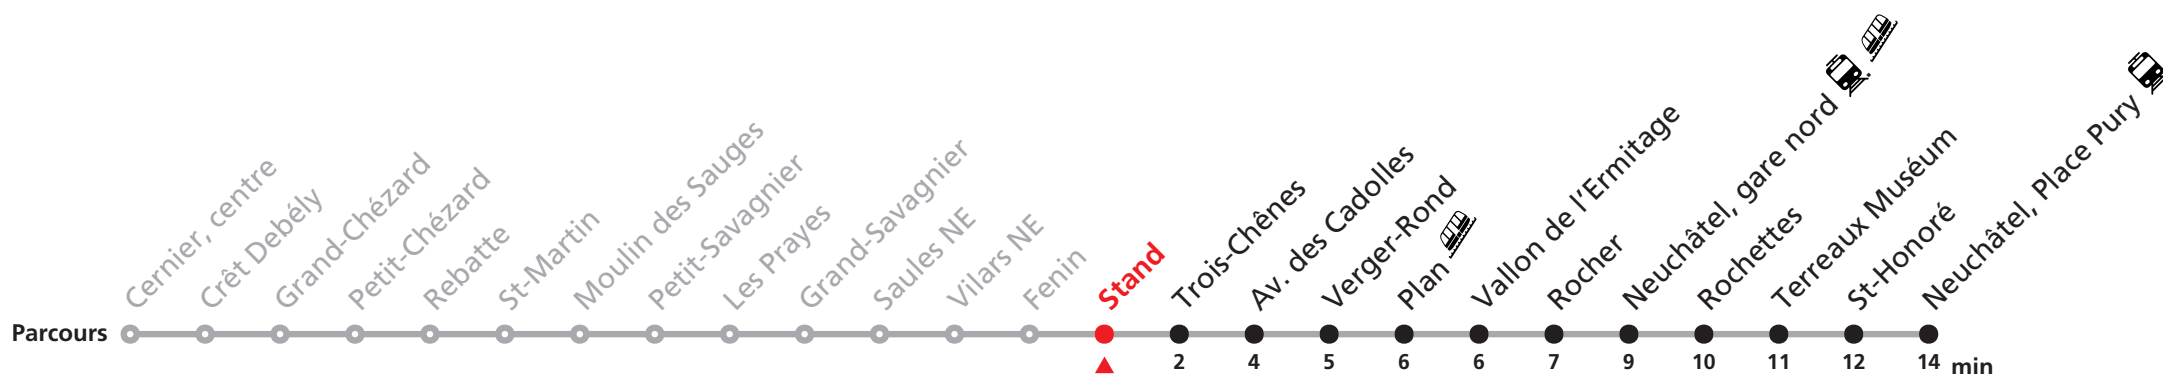 Cernier, centre
Crêt Debély
Grand-Chézard
Petit-Chézard
Rebatte
St-Martin
Moulin des Sauges
Petit-Savagnier
Les Prayes
Grand-Savagnier
Saules NE
Vilars NE
Fenin
Stand
Trois-Chênes
Av. des Cadolles
Verger-Rond
Plan
Vallon de l'Ermitage
Rocher
Neuchâtel, gare nord
Rochettes
Terreaux Muséum
St-Honoré
Neuchâtel, Place Pury
Parcours
2 4 5 6 6 7 9 10 11 12 14 min